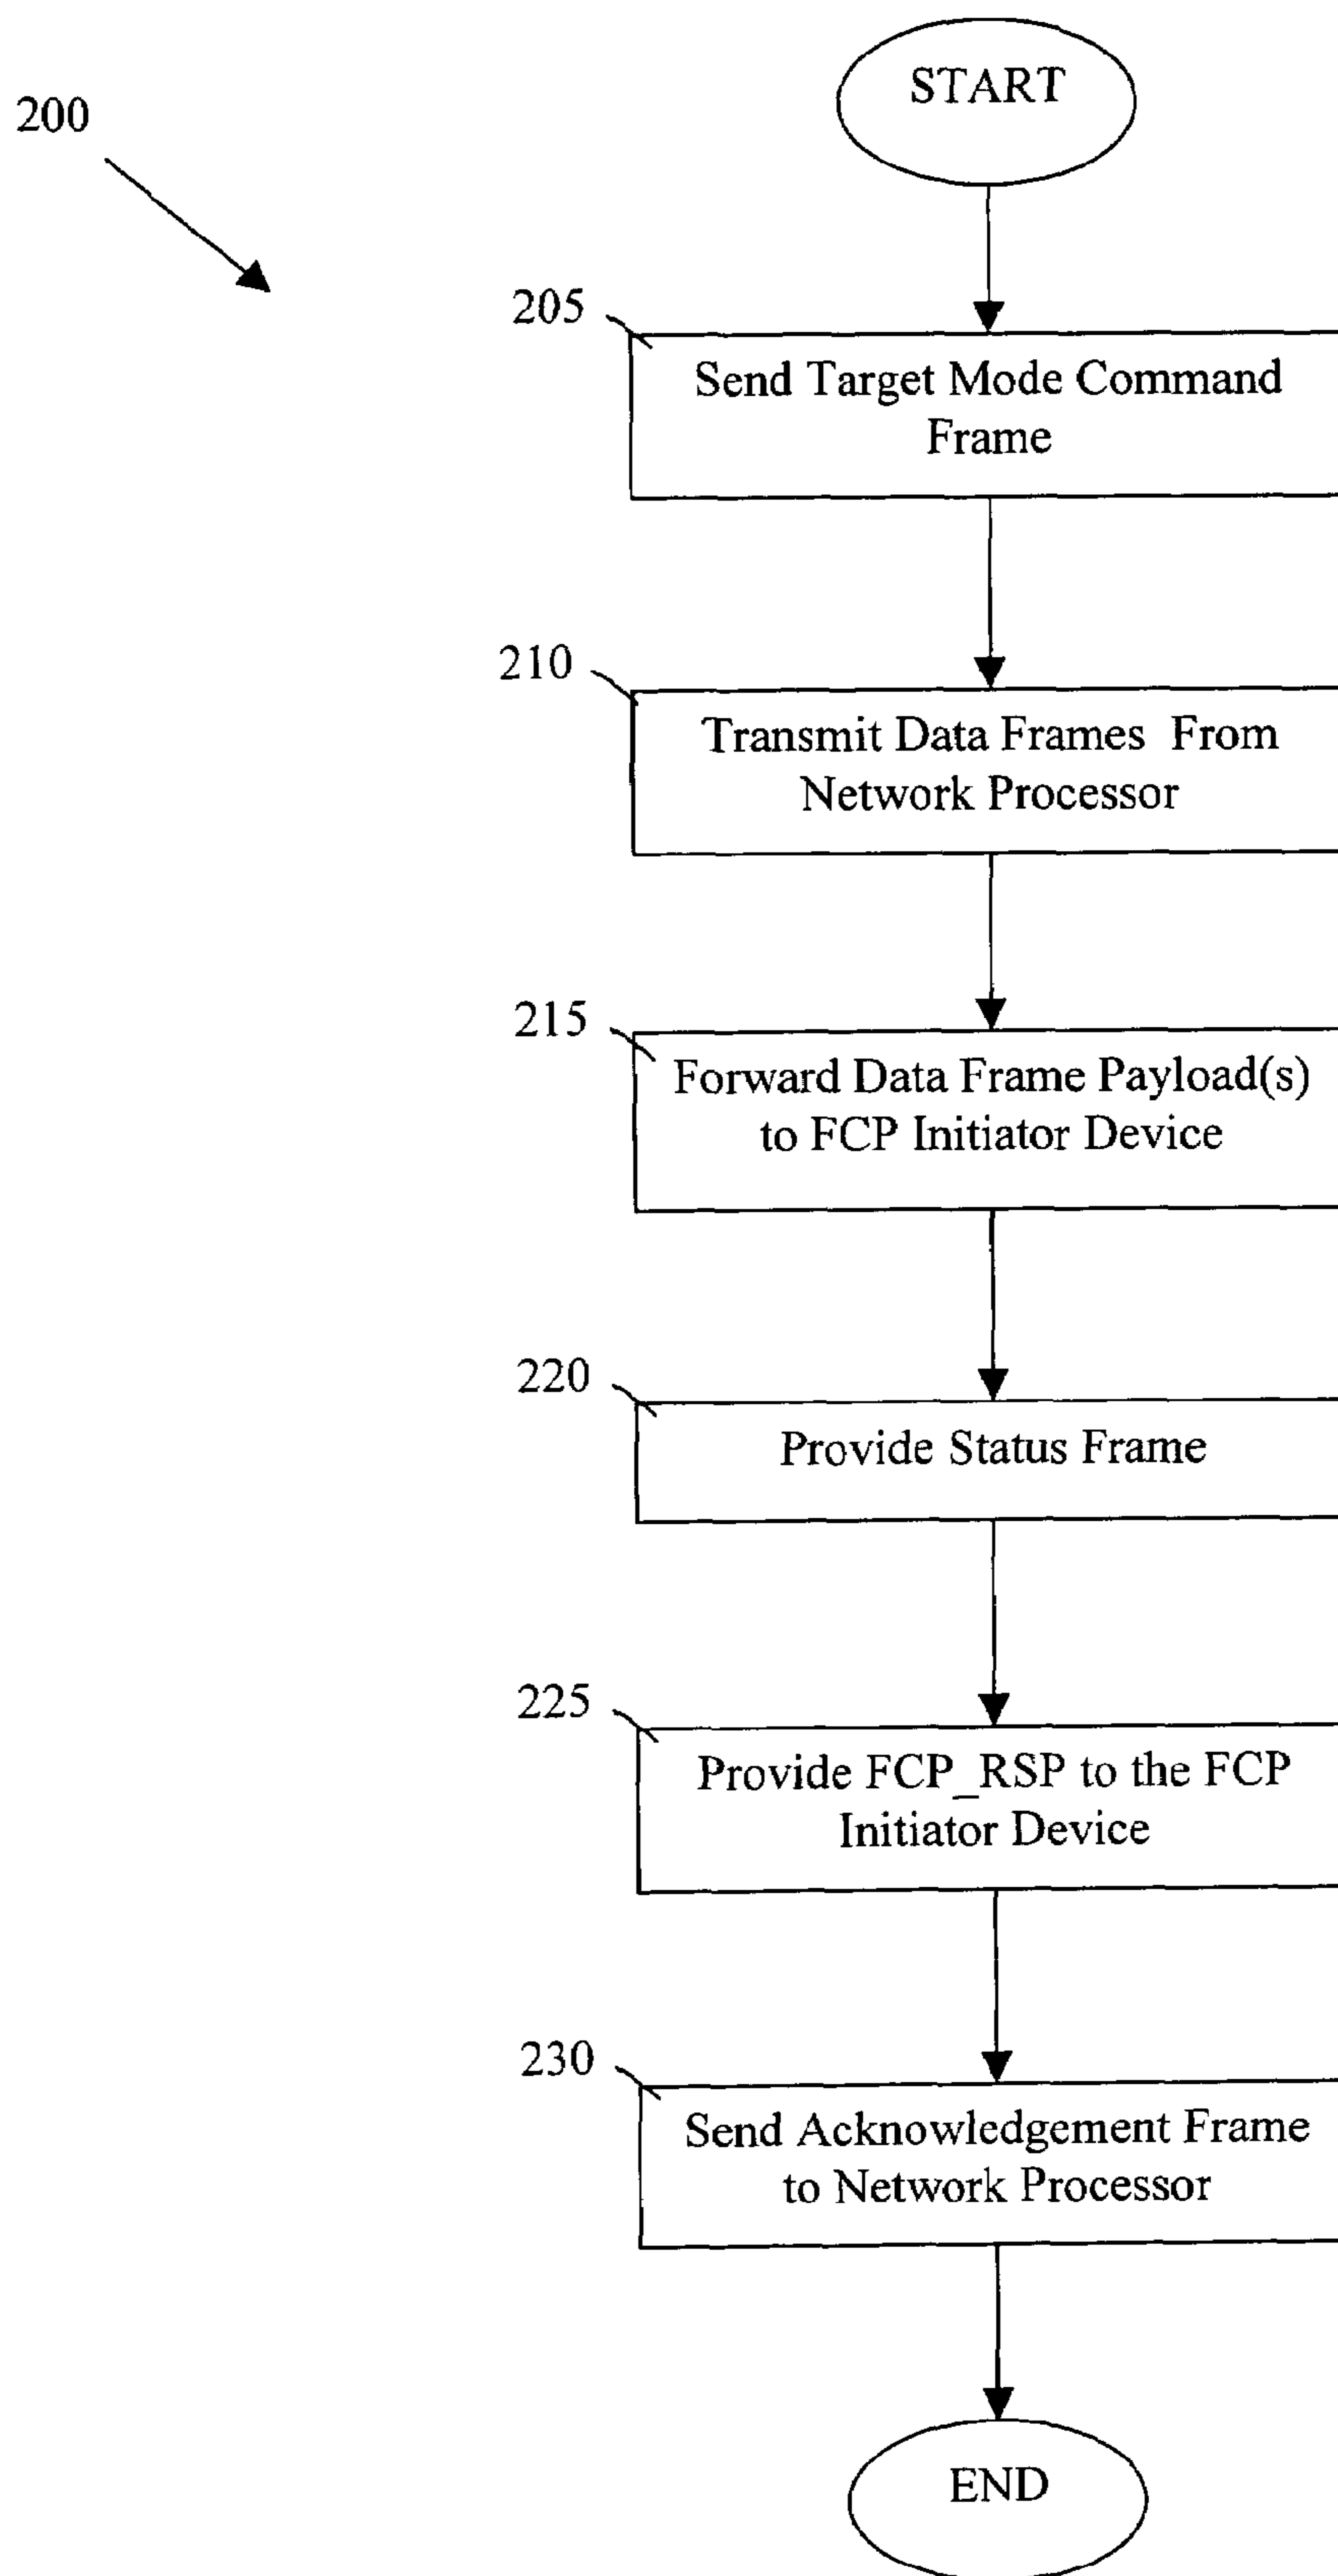 START
200
205
Send Target Mode Command
Frame
210
Transmit Data Frames From
Network Processor
215
Forward Data Frame Payload(s)
to FCP Initiator Device
220
Provide Status Frame
225
Provide FCP_RSP to the FCP
Initiator Device
230
Send Acknowledgement Frame
to Network Processor
END